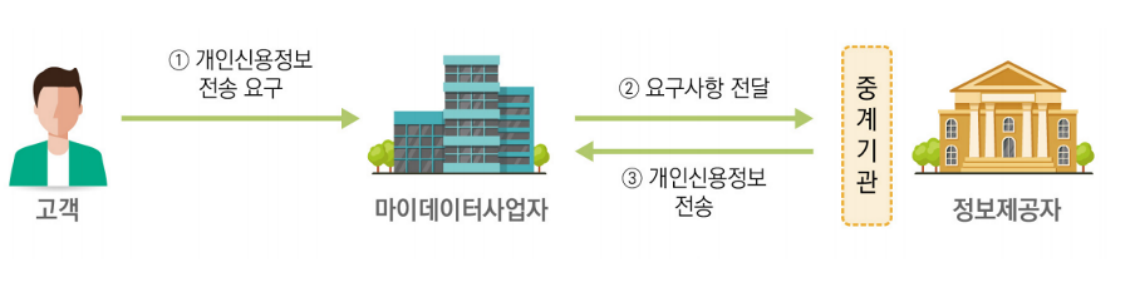 ① 개인신용정보
전송 요구
② 요구사항 전달
③ 개인신용정보
전송
중
계
기
관
고객
마이데이터사업자
정보제공자